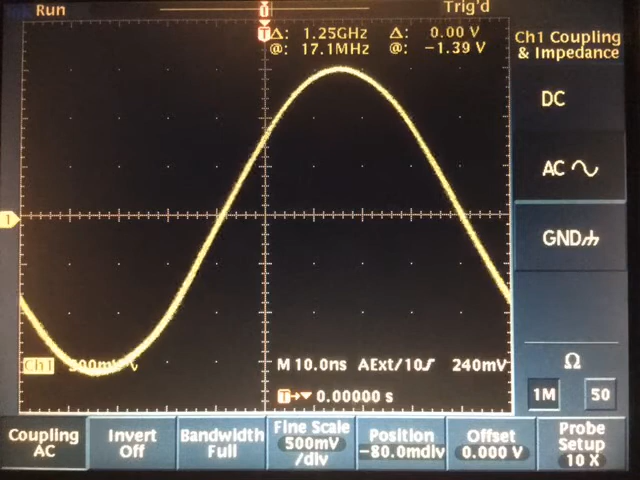 Run
Trig'd
Δ: 1.25GHz Δ: 0.00 V
@: 17.1MHz @: −1.39 V
Ch1 Coupling
& Impedance
DC
AC
GND
1
Ch1 500mV
M 10.0ns AExt/10 240mV
T 0.00000 s
Ω
1M 50
Coupling
AC
Invert
Off
Bandwidth
Full
Fine Scale
500mV
/div
Position
−80.0mdiv
Offset
0.000 V
Probe
Setup
10 X